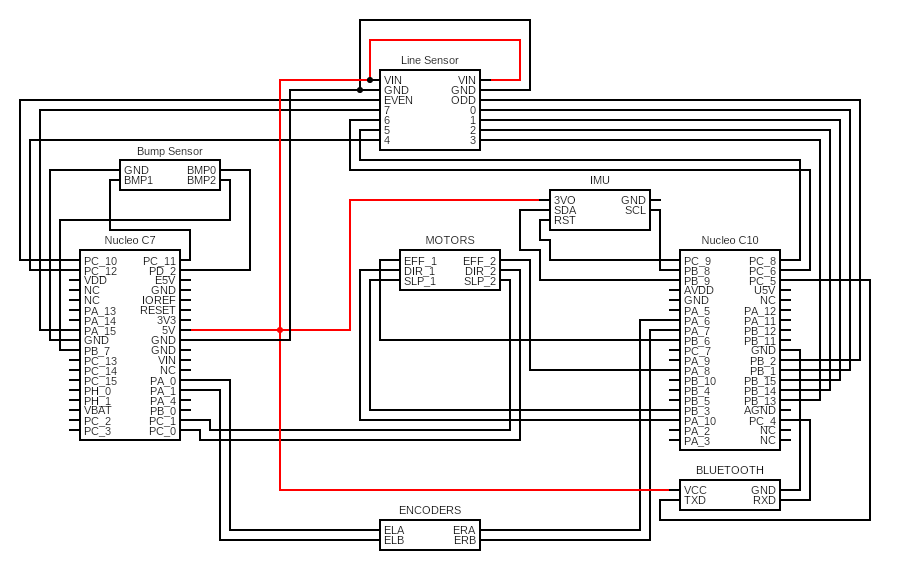 Line Sensor
VIN VIN
GND GND
EVEN ODD
7 0
6 1
5 2
4 3
Bump Sensor
GND BMP0
BMP1 BMP2
IMU
3VO GND
SDA SCL
RST
Nucleo C7
PC_10 PC_11
PC_12 PD_2
VDD E5V
NC GND
NC IOREF
PA_13 RESET
PA_14 3V3
PA_15 5V
GND GND
PB_7 GND
PC_13 VIN
PC_14 NC
PC_15 PA_0
PH_0 PA_1
PH_1 PA_4
VBAT PB_0
PC_2 PC_1
PC_3 PC_0
MOTORS
EFF_1 EFF_2
DIR_1 DIR_2
SLP_1 SLP_2
Nucleo C10
PC_9 PC_8
PB_8 PC_6
PB_9 PC_5
AVDD U5V
GND NC
PA_5 PA_12
PA_6 PA_11
PA_7 PB_12
PB_6 PB_11
PC_7 GND
PA_9 PB_2
PA_8 PB_1
PB_10 PB_15
PB_4 PB_14
PB_5 PB_13
PB_3 AGND
PA_10 PC_4
PA_2 NC
PA_3 NC
BLUETOOTH
VCC GND
TXD RXD
ENCODERS
ELA ERA
ELB ERB